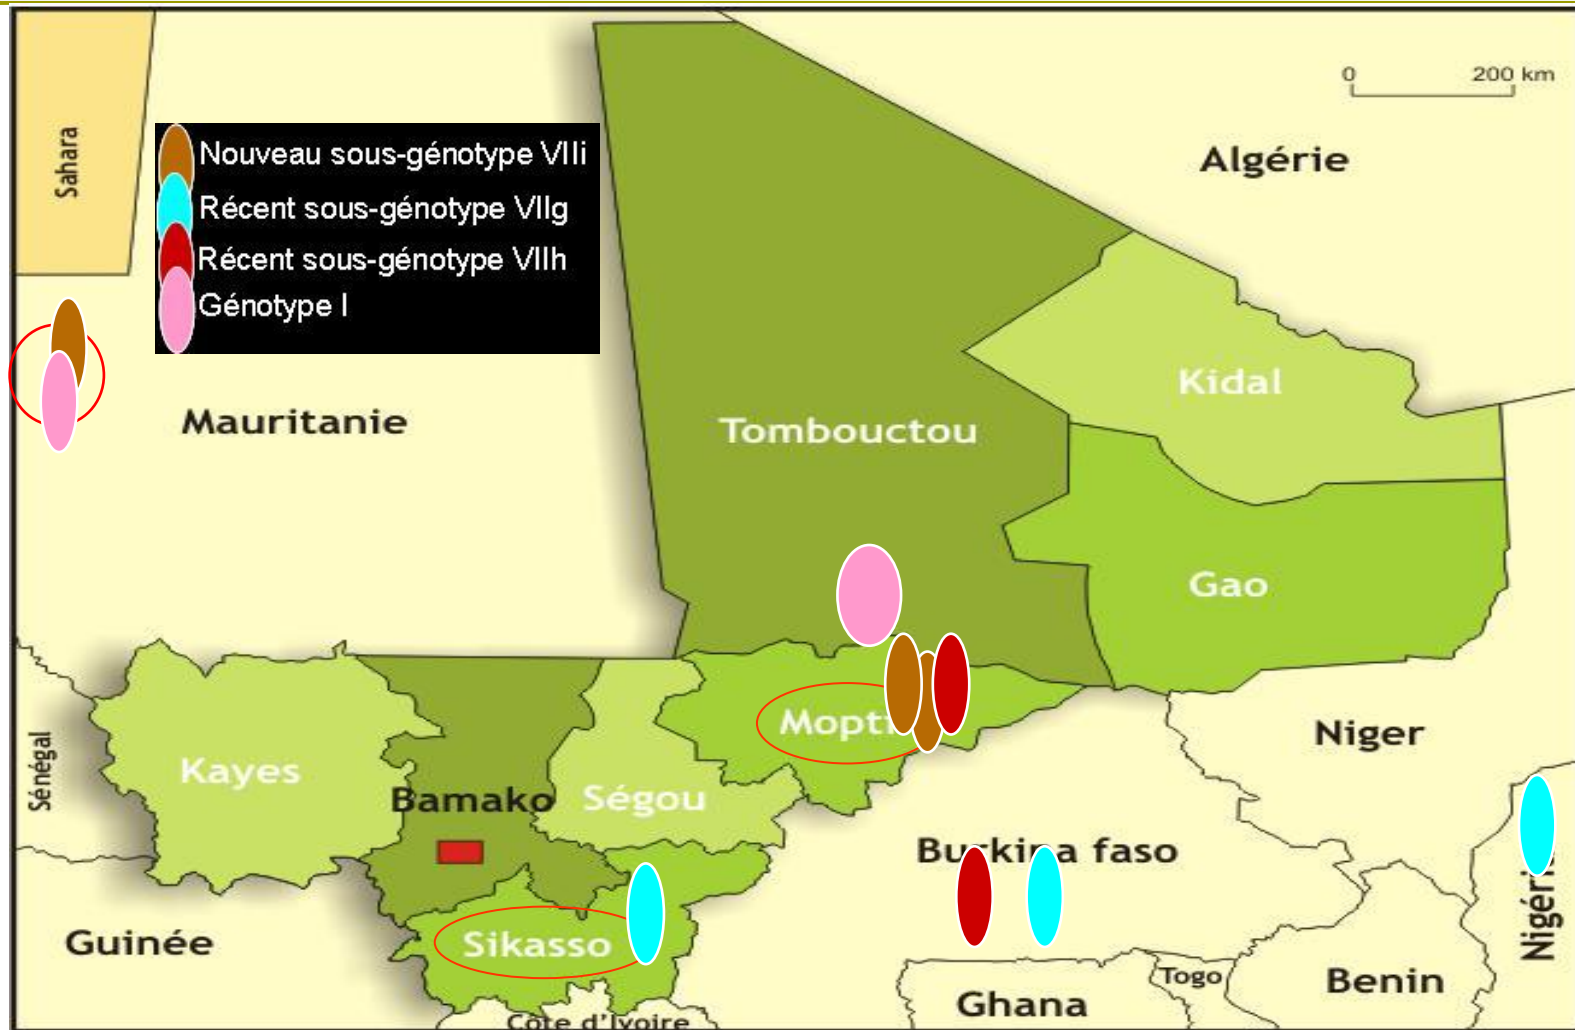 0 200 km
Algérie
Sahara
Nouveau sous-génotype VIIi
Récent sous-génotype VIIg
Récent sous-génotype VIIh
Génotype I
Kidal
Mauritanie
Tombouctou
Gao
Mopti
Niger
Sénégal
Kayes
Bamako
Ségou
Burkina faso
Nigéria
Guinée
Sikasso
Togo
Benin
Ghana
Côte d'Ivoire